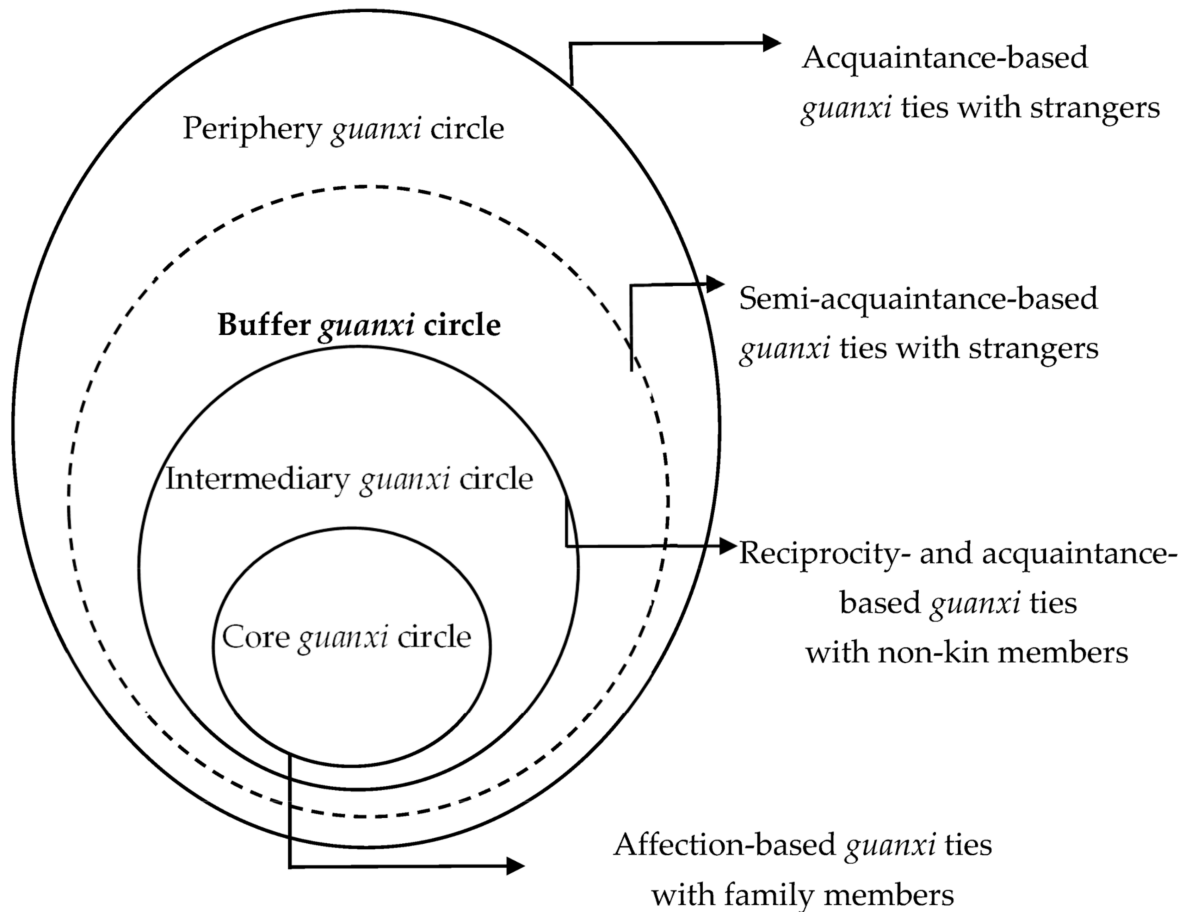 Acquaintance-based
guanxi ties with strangers
Periphery guanxi circle
Semi-acquaintance-based
guanxi ties with strangers
Buffer guanxi circle
Intermediary guanxi circle
Reciprocity- and acquaintance-
based guanxi ties
with non-kin members
Core guanxi circle
Affection-based guanxi ties
with family members